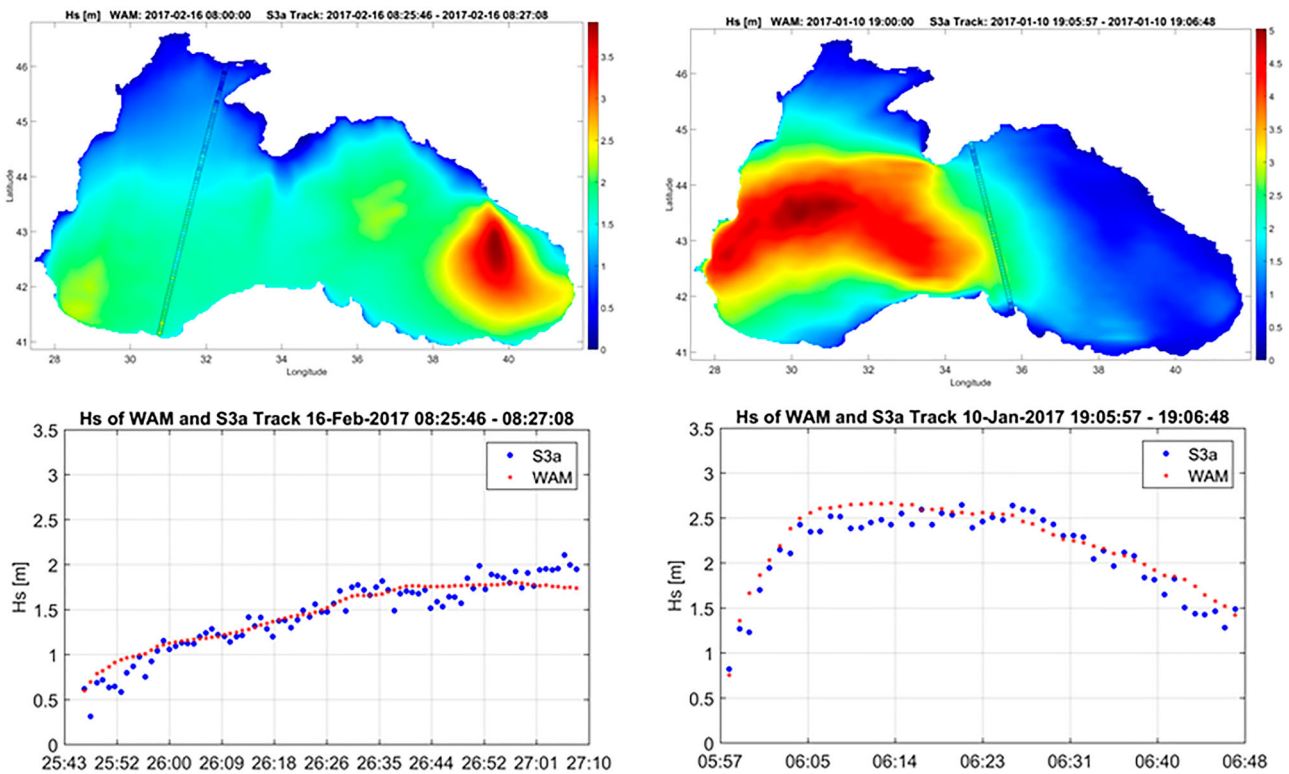 Hs [m] WAM: 2017-02-16 08:00:00 S3a Track: 2017-02-16 08:25:46 - 2017-02-16 08:27:08
46
45
44
43
42
41
Latitude
28 30 32 34 36 38 40
Longitude
3.5
3
2.5
2
1.5
1
0.5
0
Hs [m] WAM: 2017-01-10 19:00:00 S3a Track: 2017-01-10 19:05:57 - 2017-01-10 19:06:48
46
45
44
43
42
41
Latitude
28 30 32 34 36 38 40
Longitude
5
4.5
4
3.5
3
2.5
2
1.5
1
0.5
0
Hs of WAM and S3a Track 16-Feb-2017 08:25:46 - 08:27:08
S3a
WAM
3.5
3
2.5
2
1.5
1
0.5
0
Hs [m]
25:43 25:52 26:00 26:09 26:18 26:26 26:35 26:44 26:52 27:01 27:10
Hs of WAM and S3a Track 10-Jan-2017 19:05:57 - 19:06:48
S3a
WAM
3.5
3
2.5
2
1.5
1
0.5
0
Hs [m]
05:57 06:05 06:14 06:23 06:31 06:40 06:48